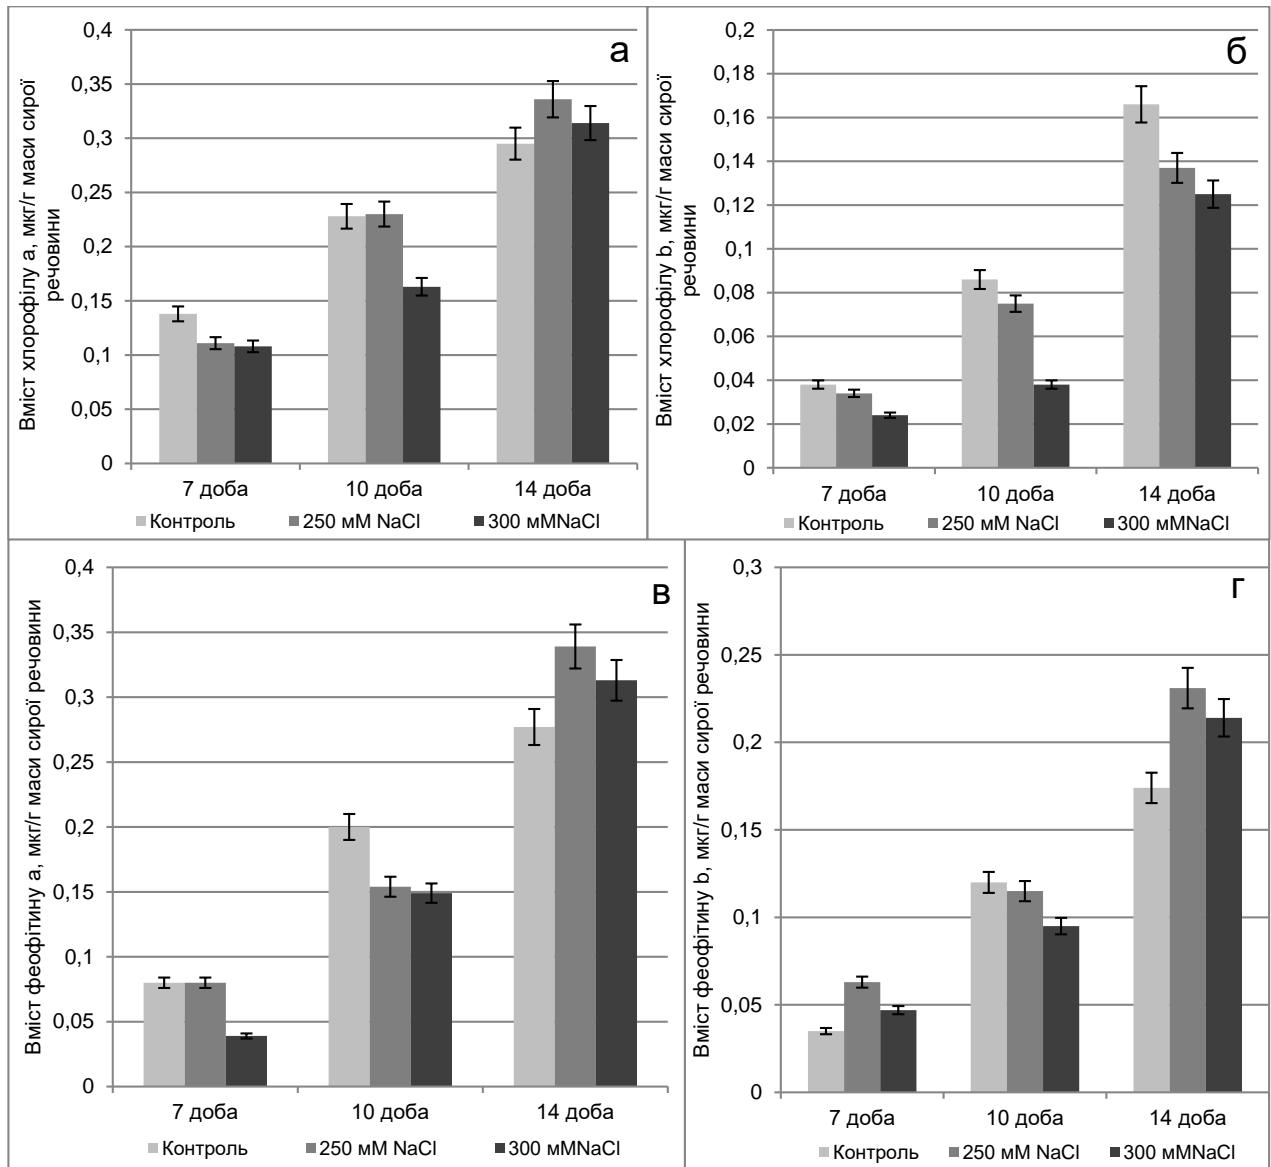 а
Вміст хлорофілу а, мкг/г маси сирої
речовини
0,4
0,35
0,3
0,25
0,2
0,15
0,1
0,05
0
7 доба 10 доба 14 доба
Контроль 250 мМ NaCl 300 мМNaCl
б
Вміст хлорофілу b, мкг/г маси сирої
речовини
0,2
0,18
0,16
0,14
0,12
0,1
0,08
0,06
0,04
0,02
0
7 доба 10 доба 14 доба
Контроль 250 мМ NaCl 300 мМNaCl
в
Вміст феофітину а, мкг/г маси сирої речовини
0,4
0,35
0,3
0,25
0,2
0,15
0,1
0,05
0
7 доба 10 доба 14 доба
Контроль 250 мМ NaCl 300 мМNaCl
г
Вміст феофітину b, мкг/г маси сирої речовини
0,3
0,25
0,2
0,15
0,1
0,05
0
7 доба 10 доба 14 доба
Контроль 250 мМ NaCl 300 мМNaCl